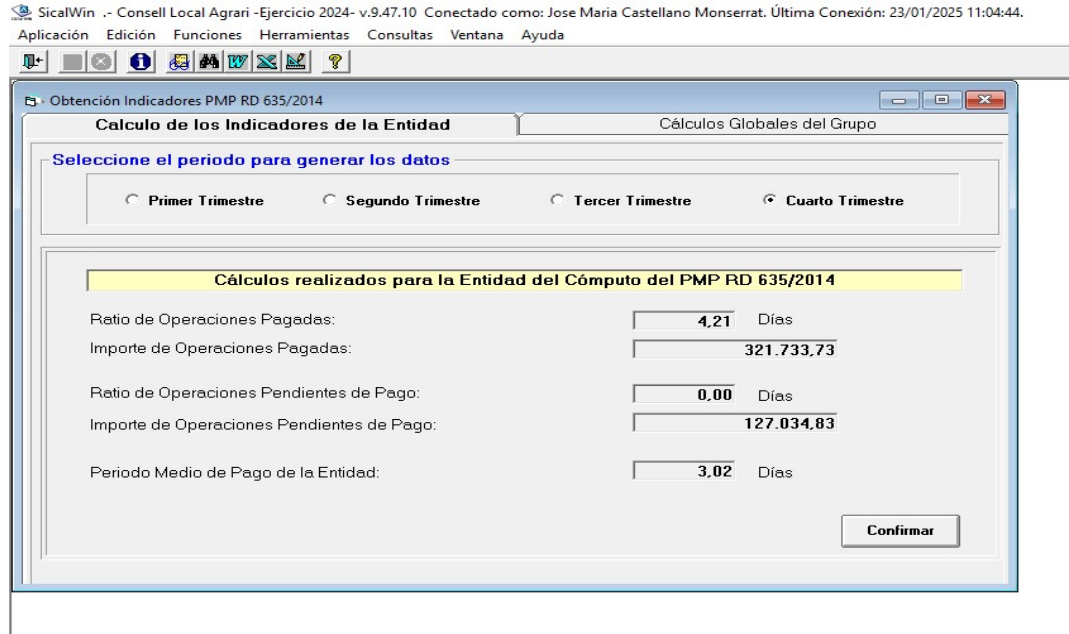 SicalWin .- Consell Local Agrari -Ejercicio 2024- v.9.47.10 Conectado como: Jose Maria Castellano Monserrat. Última Conexión: 23/01/2025 11:04:44.
Aplicación Edición Funciones Herramientas Consultas Ventana Ayuda
Obtención Indicadores PMP RD 635/2014
Calculo de los Indicadores de la Entidad Cálculos Globales del Grupo
Seleccione el periodo para generar los datos
Primer Trimestre Segundo Trimestre Tercer Trimestre Cuarto Trimestre
Cálculos realizados para la Entidad del Cómputo del PMP RD 635/2014
Ratio de Operaciones Pagadas: 4,21 Días
Importe de Operaciones Pagadas: 321.733,73
Ratio de Operaciones Pendientes de Pago: 0,00 Días
Importe de Operaciones Pendientes de Pago: 127.034,83
Periodo Medio de Pago de la Entidad: 3,02 Días
Confirmar